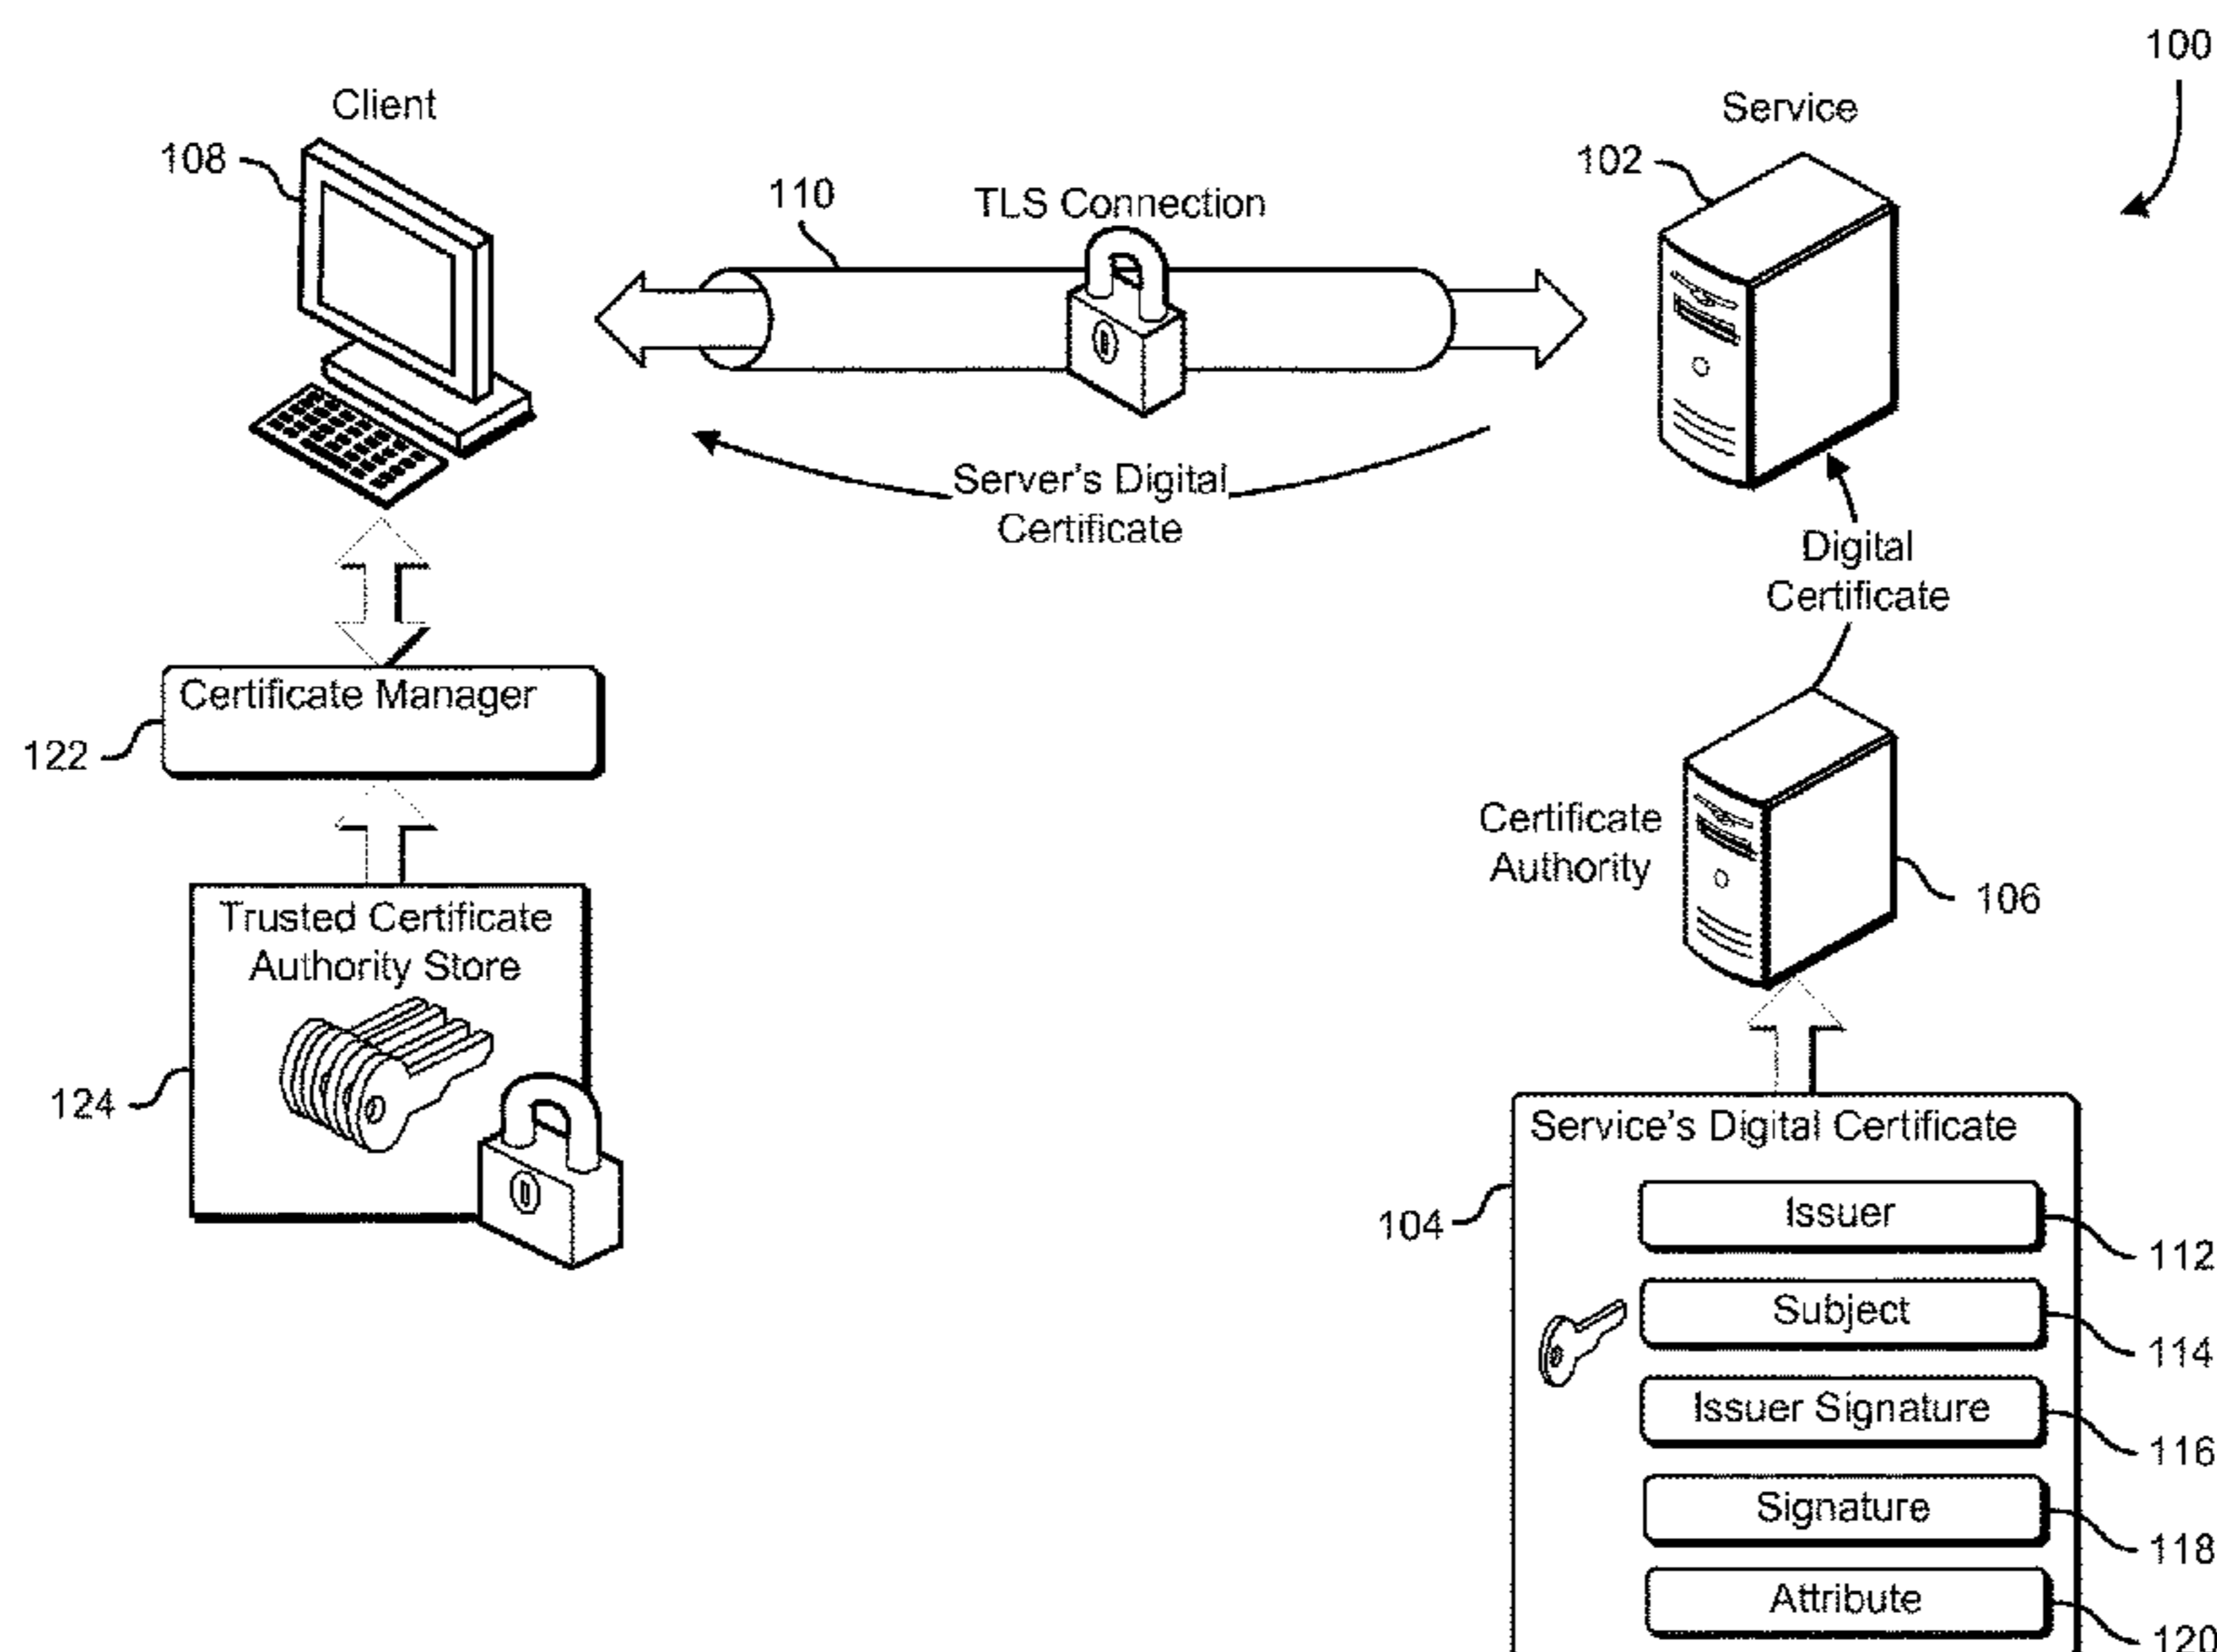 100
Client
Service
108
102
110
TLS Connection
Server's Digital
Certificate
Digital
Certificate
Certificate Manager
122
Certificate
Authority
106
Trusted Certificate
Authority Store
124
Service's Digital Certificate
104
Issuer
112
Subject
114
Issuer Signature
116
Signature
118
Attribute
120